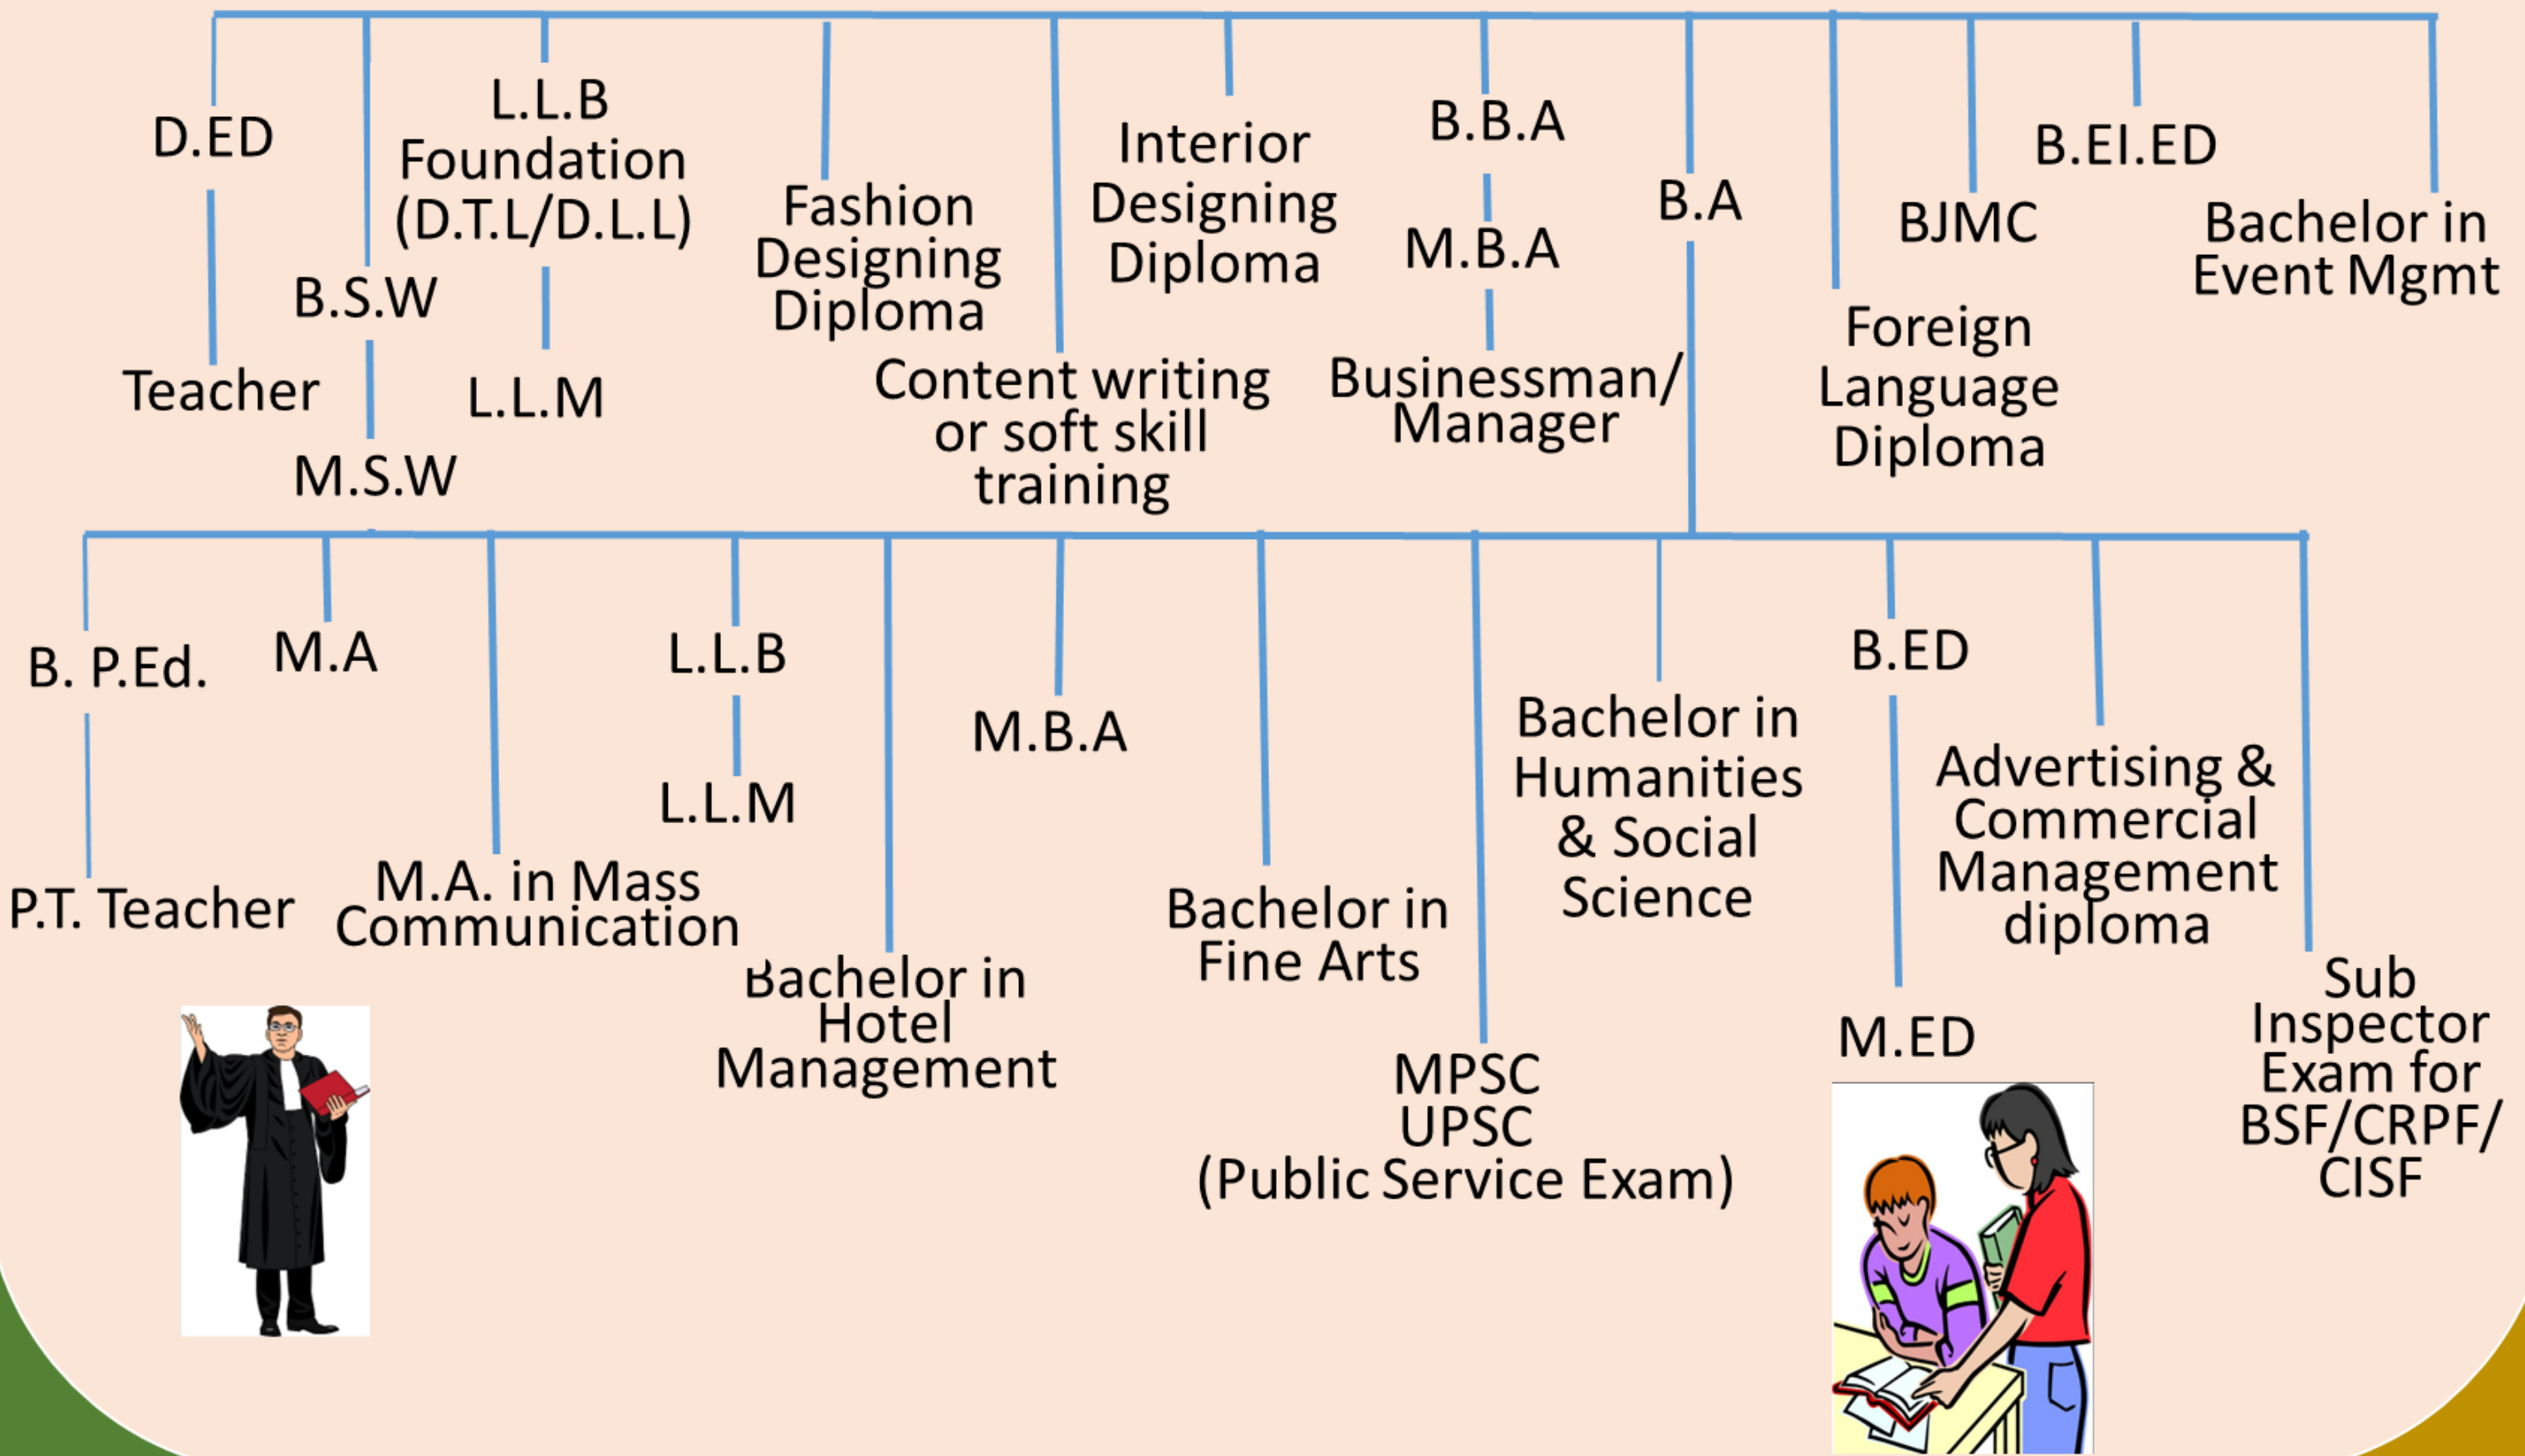 D.ED
Teacher
B.S.W
M.S.W
L.L.B
Foundation
(D.T.L/D.L.L)
L.L.M
Fashion
Designing
Diploma
Content writing
or soft skill
training
Interior
Designing
Diploma
B.B.A
M.B.A
Businessman/
Manager
B.A
Foreign
Language
Diploma
BJMC
B.EI.ED
Bachelor in
Event Mgmt
B. P.Ed.
P.T. Teacher
M.A
M.A. in Mass
Communication
L.L.B
L.L.M
Bachelor in
Hotel
Management
M.B.A
Bachelor in
Fine Arts
MPSC
UPSC
(Public Service Exam)
Bachelor in
Humanities
& Social
Science
B.ED
M.ED
Advertising &
Commercial
Management
diploma
Sub
Inspector
Exam for
BSF/CRPF/
CISF